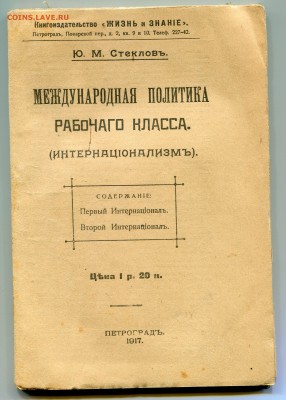 COINS.LAVE.RU
Книгоиздательство «ЖИЗНЬ и ЗНАНІЕ».
Петроградъ, Поварской пер., д. 2, кв. 9 и 10. Телеф. 227-42.
Ю. М. Стекловъ.
МЕЖДУНАРОДНАЯ ПОЛИТИКА
РАБОЧАГО КЛАССА.
(ИНТЕРНАЦІОНАЛИЗМЪ).
СОДЕРЖАНІЕ:
Первый Интернаціоналъ.
Второй Интернаціоналъ.
Цѣна 1 р. 20 к.
ПЕТРОГРАДЪ.
1917.